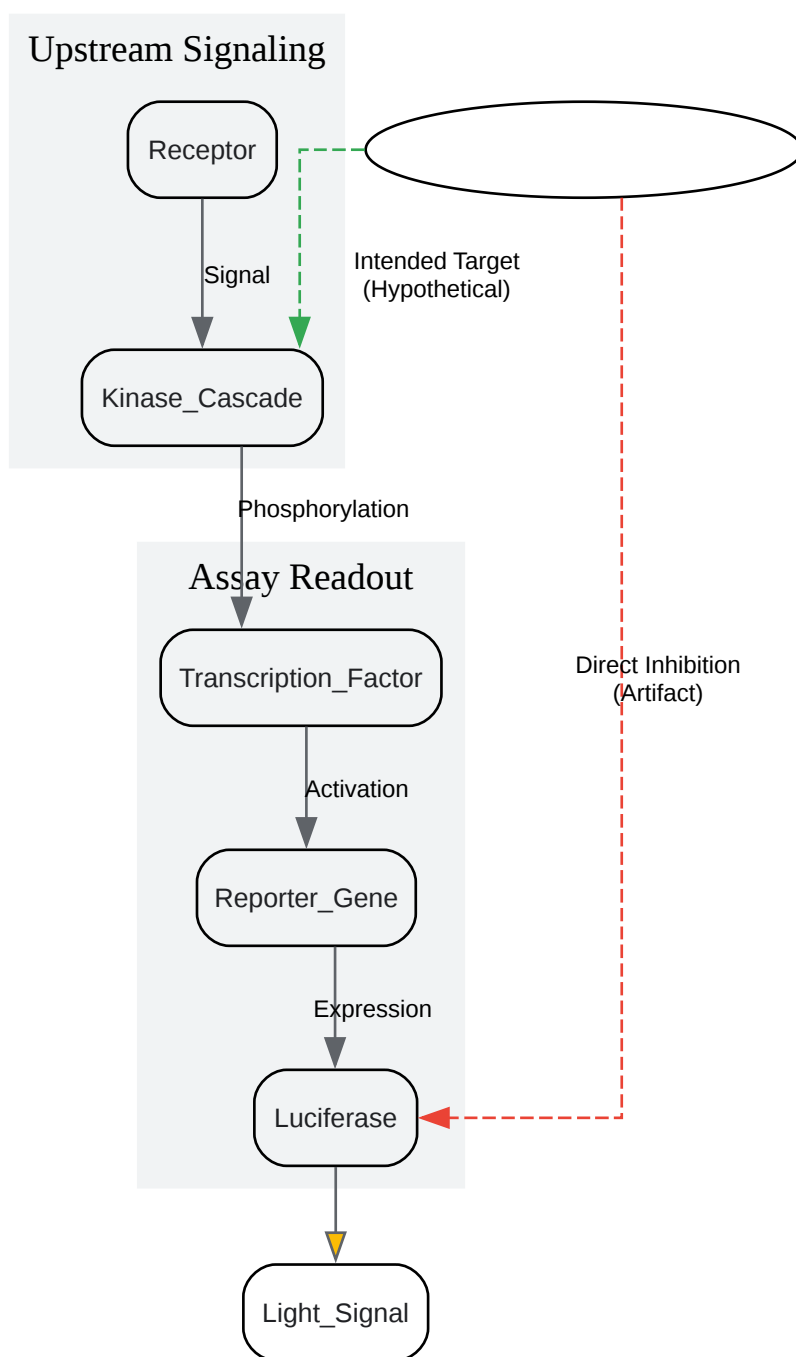 Upstream Signaling
Receptor
Signal
Intended Target
(Hypothetical)
Kinase_Cascade
Phosphorylation
Assay Readout
Transcription_Factor
Direct Inhibition
(Artifact)
Activation
Reporter_Gene
Expression
Luciferase
Light_Signal